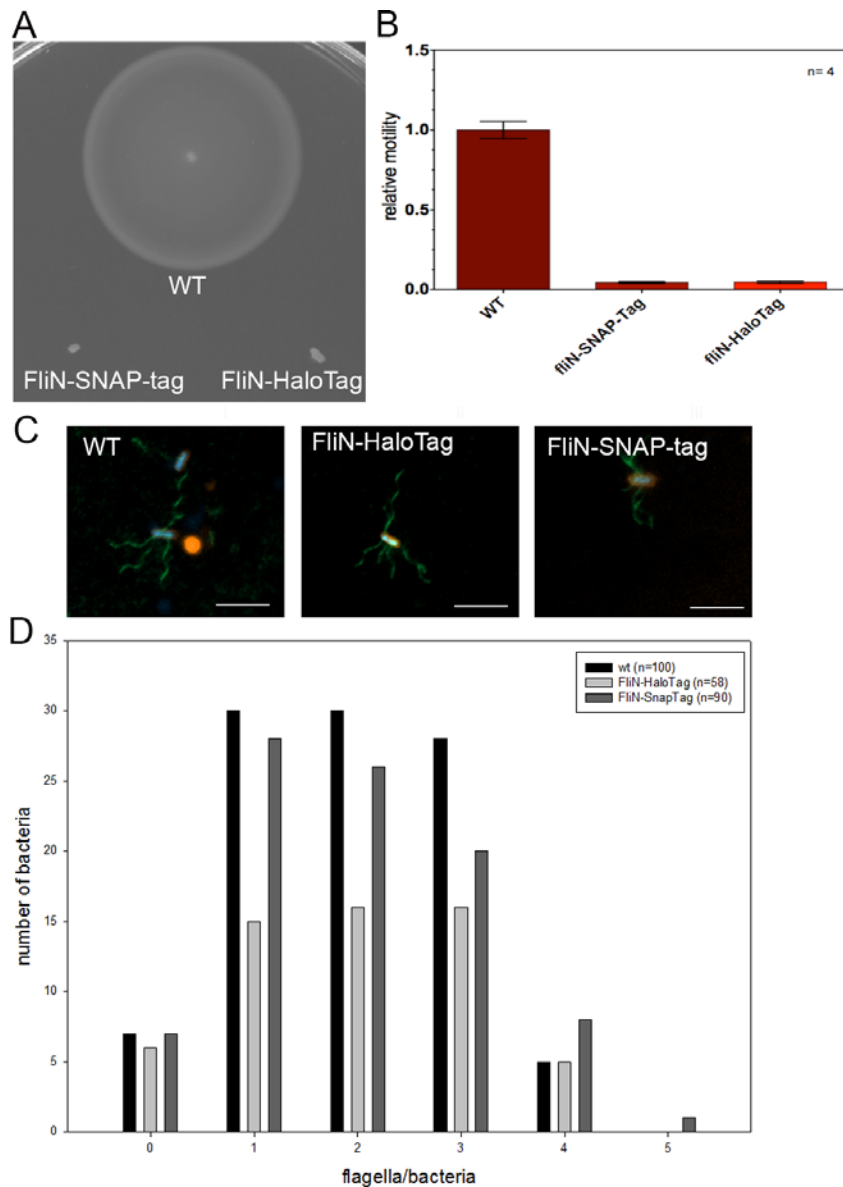 A
WT
FliN-SNAP-tag
FliN-HaloTag
B
1.5
1.0
0.5
0.0
relative motility
n= 4
WT
fliN-SNAP-Tag
fliN-HaloTag
C
WT
FliN-HaloTag
FliN-SNAP-tag
D
35
30
25
20
15
10
5
0
number of bacteria
wt (n=100)
FliN-HaloTag (n=58)
FliN-SnapTag (n=90)
0 1 2 3 4 5
flagella/bacteria